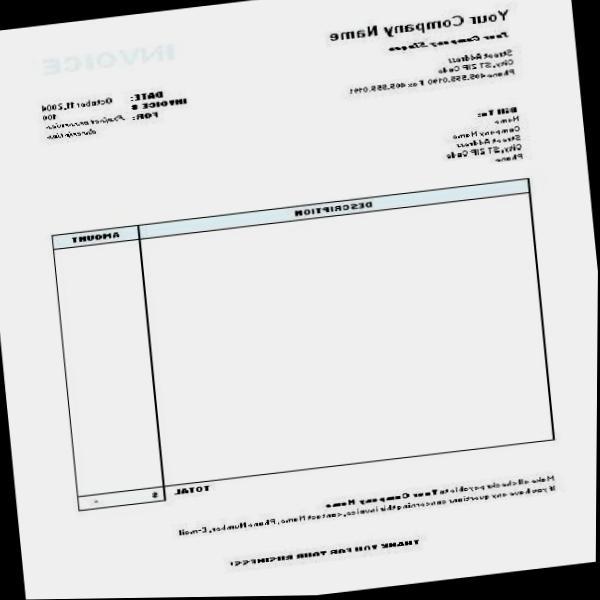 Your Company Name
INVOICE
Your Company Slogan
Street Address
City, ST ZIP Code
Phone 405.555.0190 Fax 405.555.0191
DATE: October 11, 2004
INVOICE # 100
FOR: Project or service description
Bill To:
Name
Company Name
Street Address
City, ST ZIP Code
Phone
DESCRIPTION AMOUNT
TOTAL $ -
Make all checks payable to Your Company Name
If you have any questions concerning this invoice, contact Name, Phone Number, E-mail
THANK YOU FOR YOUR BUSINESS!